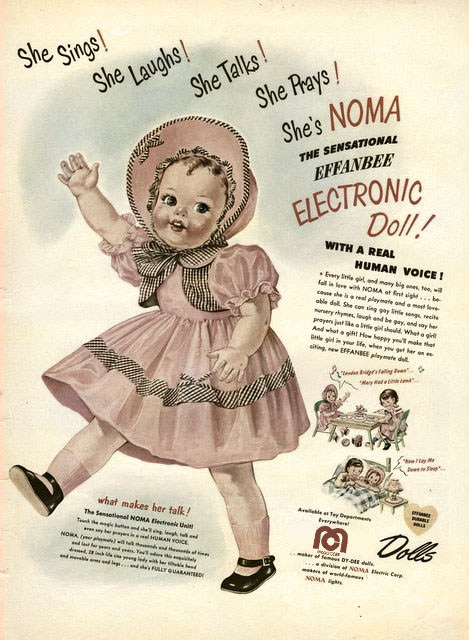 She Sings!
She Laughs!
She Talks!
She Prays!
She's NOMA
THE SENSATIONAL
EFFANBEE
ELECTRONIC
Doll!
WITH A REAL
HUMAN VOICE!
• Every little girl, and many big ones, too, will
fall in love with NOMA at first sight . . . be-
cause she is a real playmate and a most love-
able doll. She can sing gay little songs, recite
nursery rhymes, laugh and be gay, and say her
prayers just like a little girl should. What a girl!
And what a gift! How happy you'll make that
little girl in your life, when you get her an ex-
citing, new EFFANBEE playmate doll.
"London Bridge's Falling Down"...
"Mary Had a Little Lamb"...
"Now I Lay Me
Down to Sleep"...
what makes her talk!
The Sensational NOMA Electronic Unit!
Touch the magic button and she'll sing, laugh, talk and
even say her prayers in a real HUMAN VOICE.
NOMA, (your playmate) will talk thousands and thousands of times
and last for years and years. You'll adore this exquisitely
dressed, 28 inch life size young lady with her tiltable head
and movable arms and legs . . . and she's FULLY GUARANTEED!
Available at Toy Departments
Everywhere!
EFFANBEE
DURABLE
DOLLS
Dolls
. . maker of famous DY-DEE dolls.
. . . a division of NOMA Electric Corp.
makers of world-famous
NOMA lights.